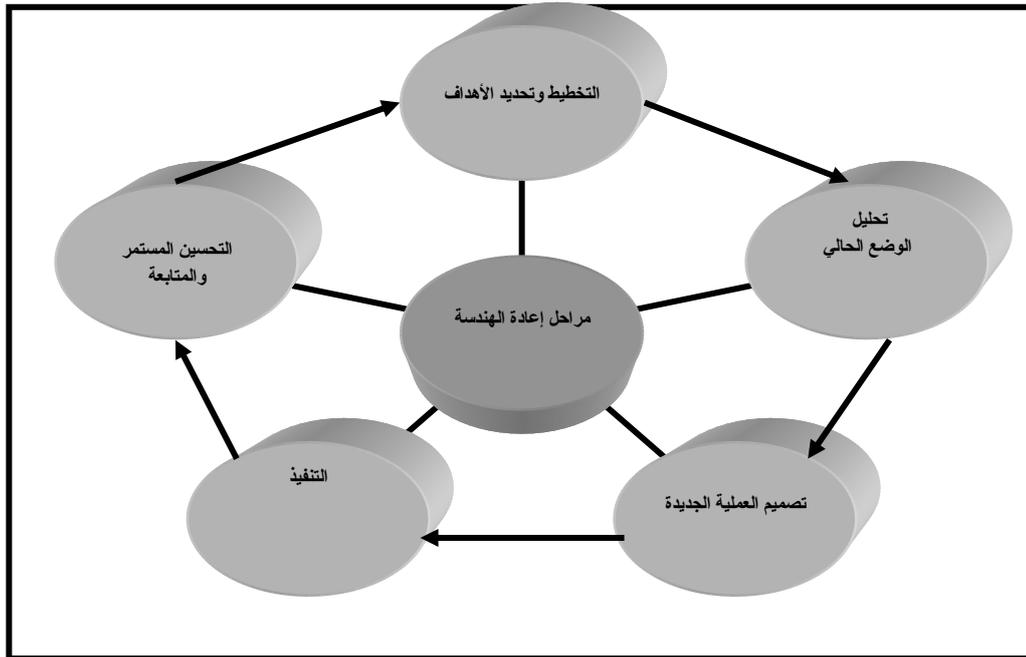 التخطيط وتحديد الأهداف
تحليل
الوضع الحالي
التحسين المستمر
والمتابعة
مراحل إعادة الهندسة
التنفيذ
تصميم العملية الجديدة